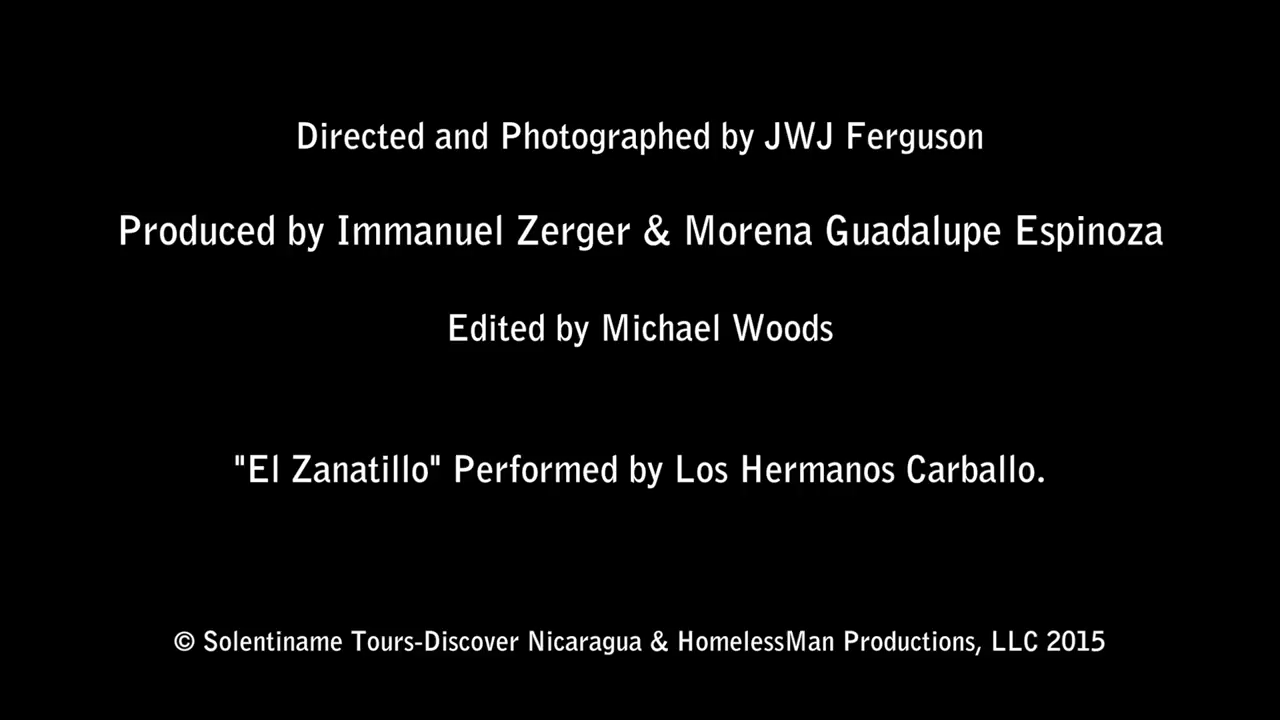 Directed and Photographed by JWJ Ferguson
Produced by Immanuel Zerger & Morena Guadalupe Espinoza
Edited by Michael Woods
"El Zanatillo" Performed by Los Hermanos Carballo.
© Solentiname Tours-Discover Nicaragua & HomelessMan Productions, LLC 2015